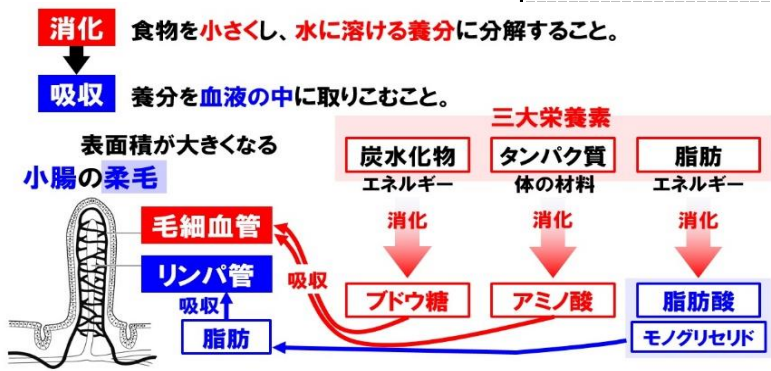 消化 食物を小さくし、水に溶ける養分に分解すること。
吸収 養分を血液の中に取りこむこと。
三大栄養素
表面積が大きくなる
小腸の柔毛
炭水化物 タンパク質 脂肪
エネルギー 体の材料 エネルギー
消化 消化 消化
毛細血管
リンパ管
吸収
吸収
ブドウ糖 アミノ酸 脂肪酸
脂肪
モノグリセリド